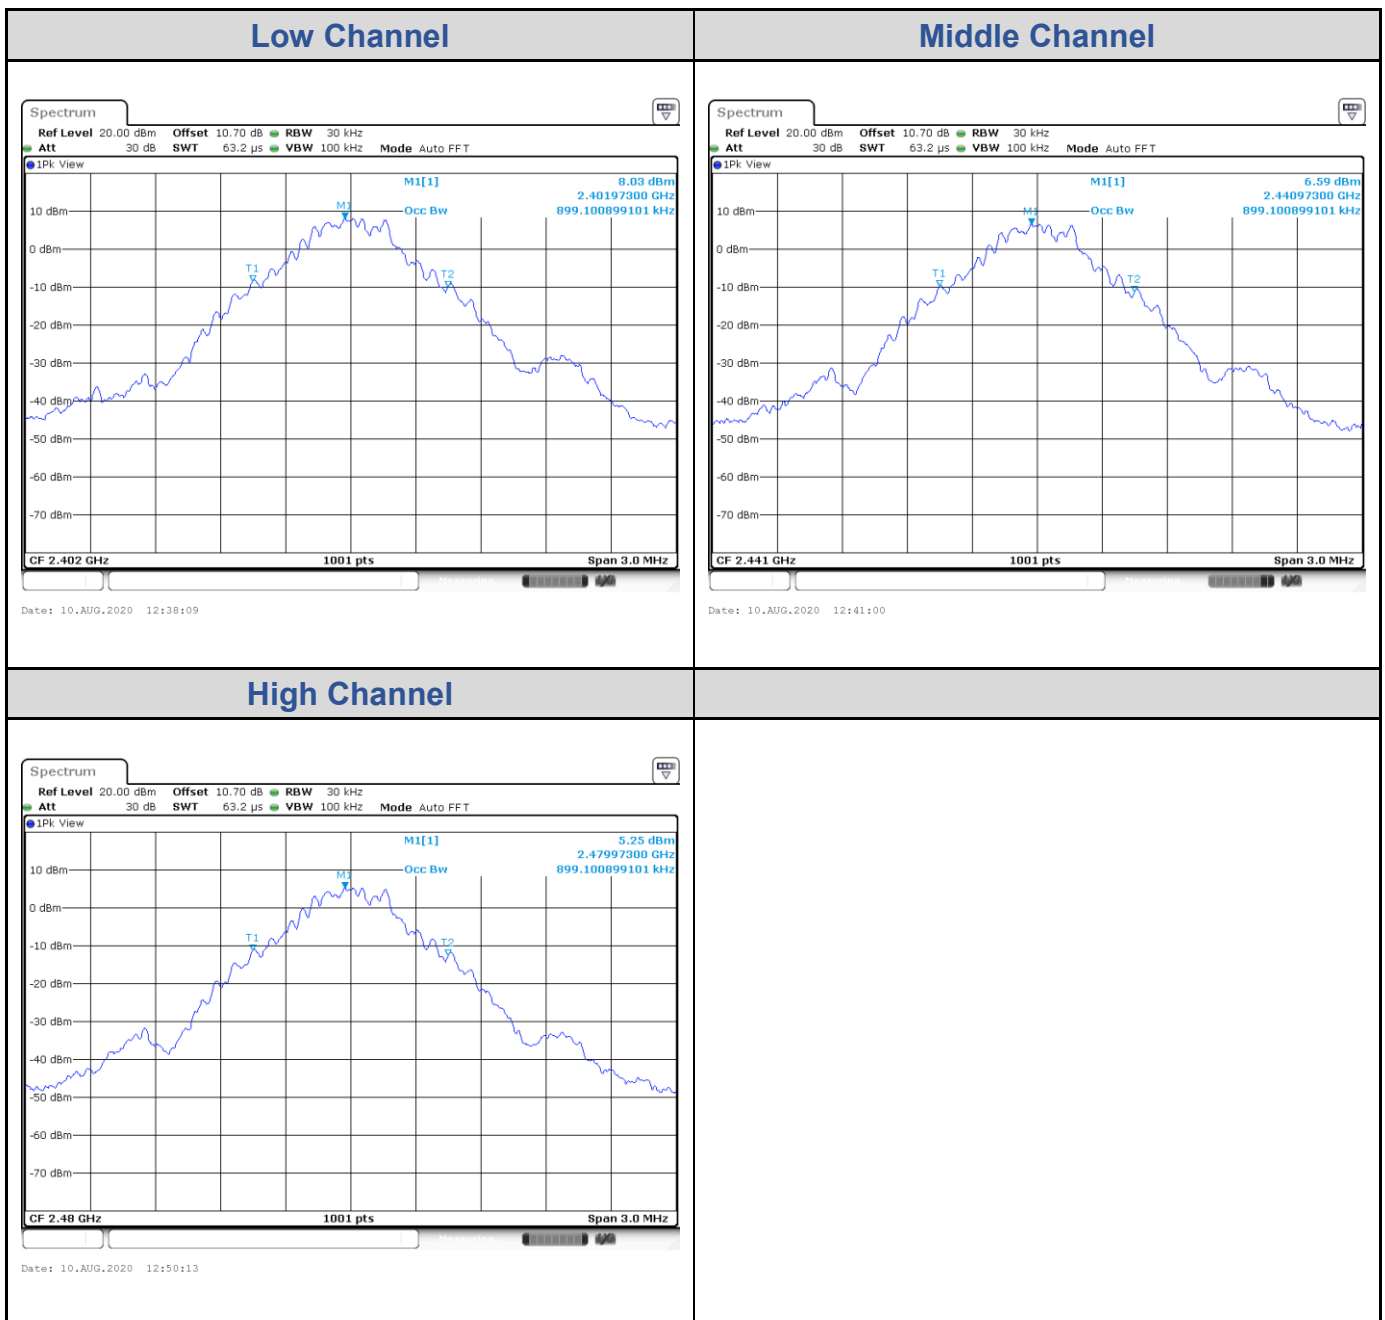 Low Channel
Spectrum
Ref Level 20.00 dBm Offset 10.70 dB RBW 30 kHz
Att 30 dB SWT 63.2 µs VBW 100 kHz Mode Auto FFT
1Pk View
M1[1] 8.03 dBm
2.40197300 GHz
Occ Bw 899.100899101 kHz
M1
T1
T2
10 dBm
0 dBm
-10 dBm
-20 dBm
-30 dBm
-40 dBm
-50 dBm
-60 dBm
-70 dBm
CF 2.402 GHz 1001 pts Span 3.0 MHz
Measuring...
Date: 10.AUG.2020 12:38:09
Middle Channel
Spectrum
Ref Level 20.00 dBm Offset 10.70 dB RBW 30 kHz
Att 30 dB SWT 63.2 µs VBW 100 kHz Mode Auto FFT
1Pk View
M1[1] 6.59 dBm
2.44097300 GHz
Occ Bw 899.100899101 kHz
M1
T1
T2
10 dBm
0 dBm
-10 dBm
-20 dBm
-30 dBm
-40 dBm
-50 dBm
-60 dBm
-70 dBm
CF 2.441 GHz 1001 pts Span 3.0 MHz
Measuring...
Date: 10.AUG.2020 12:41:00
High Channel
Spectrum
Ref Level 20.00 dBm Offset 10.70 dB RBW 30 kHz
Att 30 dB SWT 63.2 µs VBW 100 kHz Mode Auto FFT
1Pk View
M1[1] 5.25 dBm
2.47997300 GHz
Occ Bw 899.100899101 kHz
M1
T1
T2
10 dBm
0 dBm
-10 dBm
-20 dBm
-30 dBm
-40 dBm
-50 dBm
-60 dBm
-70 dBm
CF 2.48 GHz 1001 pts Span 3.0 MHz
Measuring...
Date: 10.AUG.2020 12:50:13